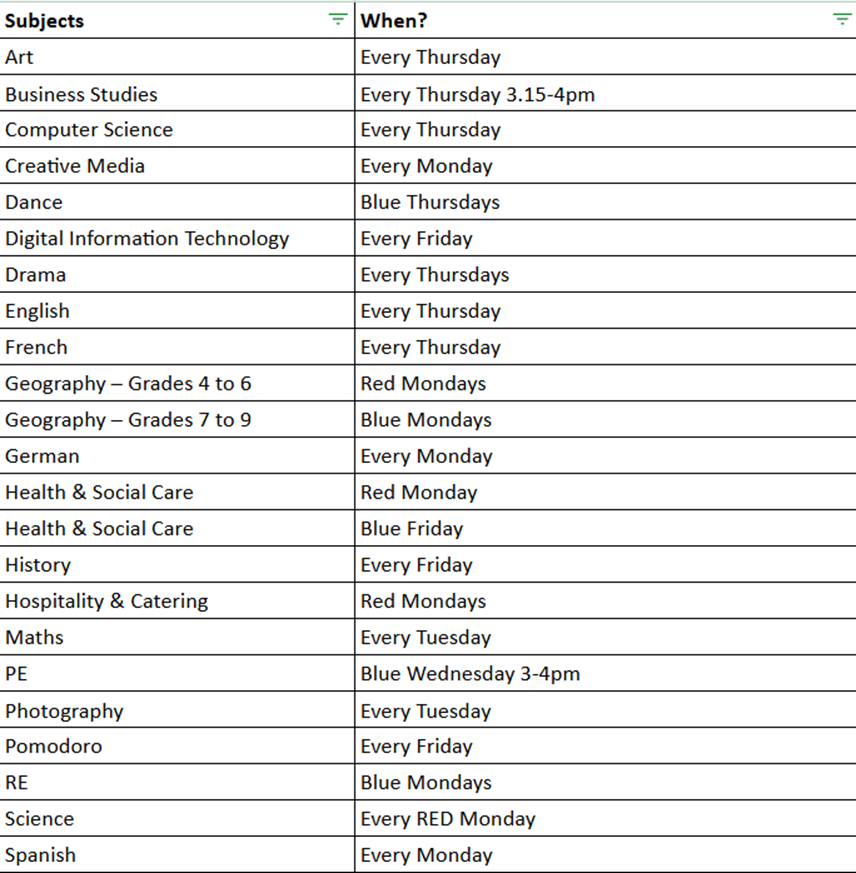 Subjects When?
Art Every Thursday
Business Studies Every Thursday 3.15-4pm
Computer Science Every Thursday
Creative Media Every Monday
Dance Blue Thursdays
Digital Information Technology Every Friday
Drama Every Thursdays
English Every Thursday
French Every Thursday
Geography – Grades 4 to 6 Red Mondays
Geography – Grades 7 to 9 Blue Mondays
German Every Monday
Health & Social Care Red Monday
Health & Social Care Blue Friday
History Every Friday
Hospitality & Catering Red Mondays
Maths Every Tuesday
PE Blue Wednesday 3-4pm
Photography Every Tuesday
Pomodoro Every Friday
RE Blue Mondays
Science Every RED Monday
Spanish Every Monday